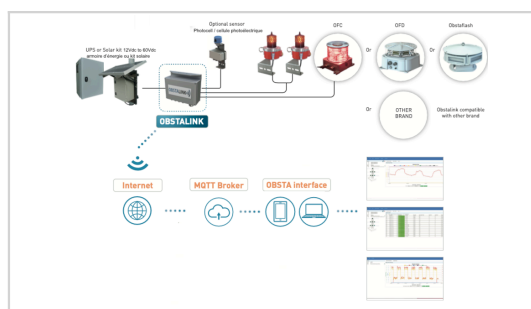 Optional sensor
Photocell / cellule photoélectrique
OFC
OFD
Obstaflash
UPS or Solar kit: 12Vdc to 60Vdc
armoire d'énergie ou kit solaire
Or
Or
OBSTALINK
Or
OTHER
BRAND
Obstalink compatible
with other brand
Internet
MQTT Broker
OBSTA interface